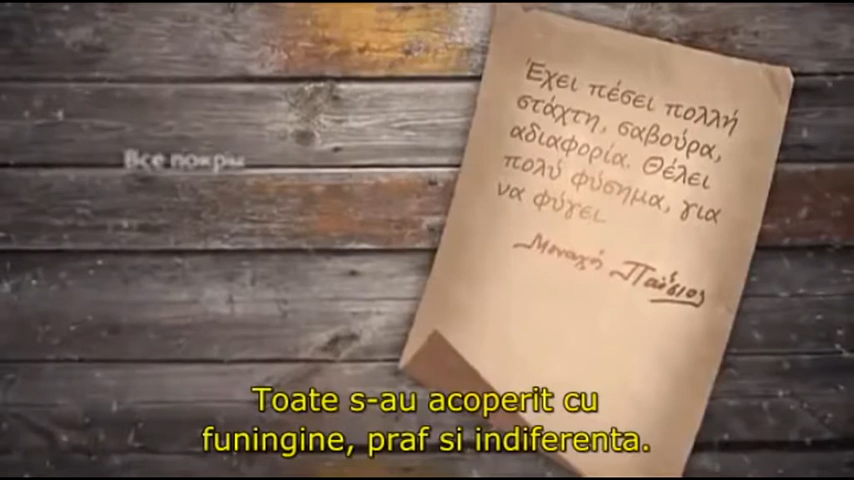 Έχει πέσει πολλή
στάχτη, σαβούρα,
αδιαφορία. Θέλει
πολύ φύσημα, για
να φύγει.
Μοναχή Παΐσιος
Все покры
Toate s-au acoperit cu
funingine, praf si indiferenta.